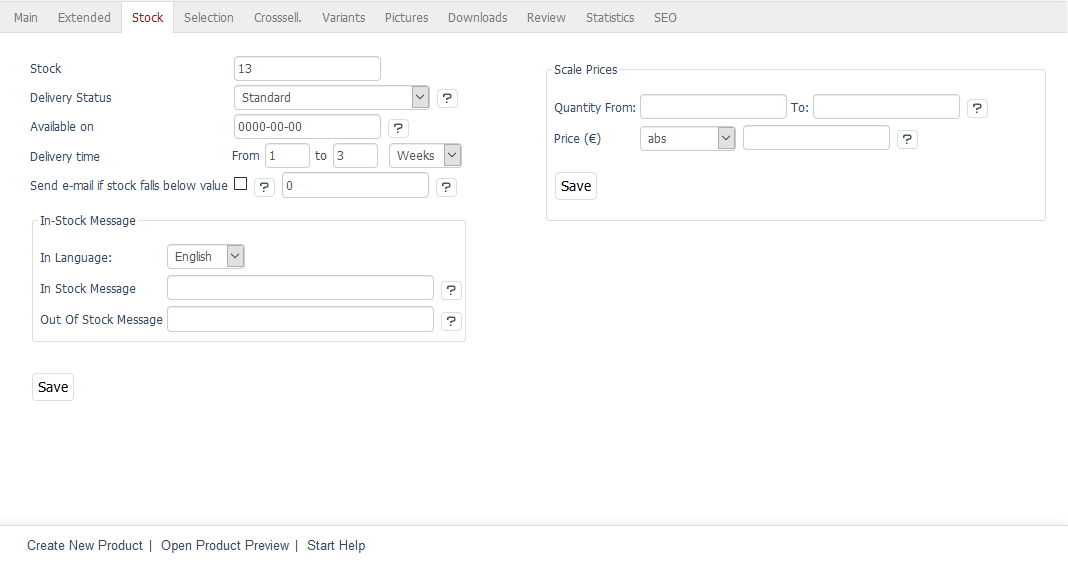 Main Extended Stock Selection Crosssell. Variants Pictures Downloads Review Statistics SEO
Stock 13
Delivery Status Standard ?
Available on 0000-00-00 ?
Delivery time From 1 to 3 Weeks
Send e-mail if stock falls below value ? 0 ?
In-Stock Message
In Language: English
In Stock Message ?
Out Of Stock Message ?
Save
Scale Prices
Quantity From: To: ?
Price (€) abs ?
Save
Create New Product | Open Product Preview | Start Help